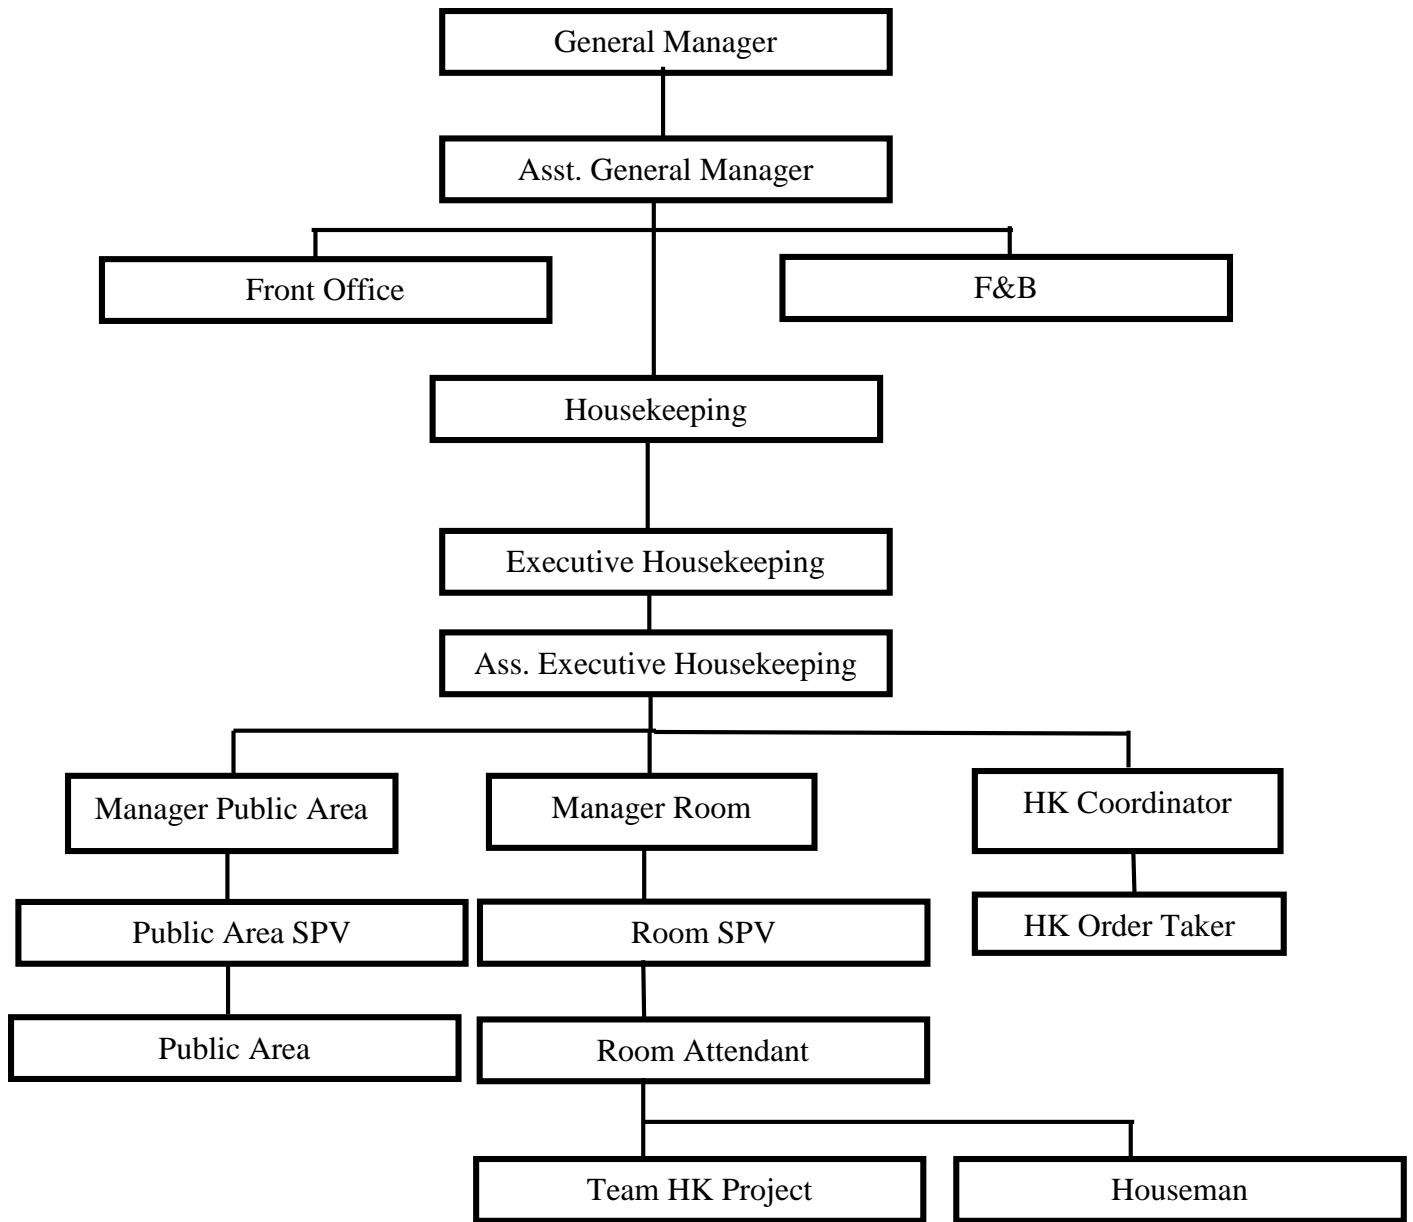 General Manager
Asst. General Manager
Front Office
F&B
Housekeeping
Executive Housekeeping
Ass. Executive Housekeeping
Manager Public Area
Manager Room
HK Coordinator
Public Area SPV
Room SPV
HK Order Taker
Public Area
Room Attendant
Team HK Project
Houseman